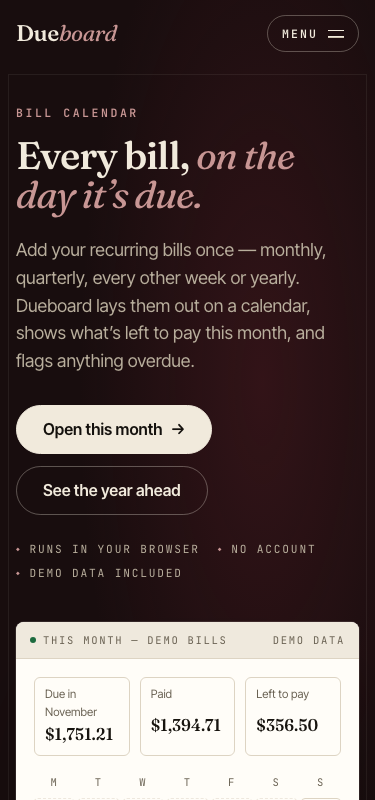 Dueboard
MENU
BILL CALENDAR
Every bill, on the
day it’s due.
Add your recurring bills once — monthly,
quarterly, every other week or yearly.
Dueboard lays them out on a calendar,
shows what’s left to pay this month, and
flags anything overdue.
Open this month →
See the year ahead
RUNS IN YOUR BROWSER
NO ACCOUNT
DEMO DATA INCLUDED
THIS MONTH — DEMO BILLS
DEMO DATA
Due in
November
$1,751.21
Paid
$1,394.71
Left to pay
$356.50
M T W T F S S